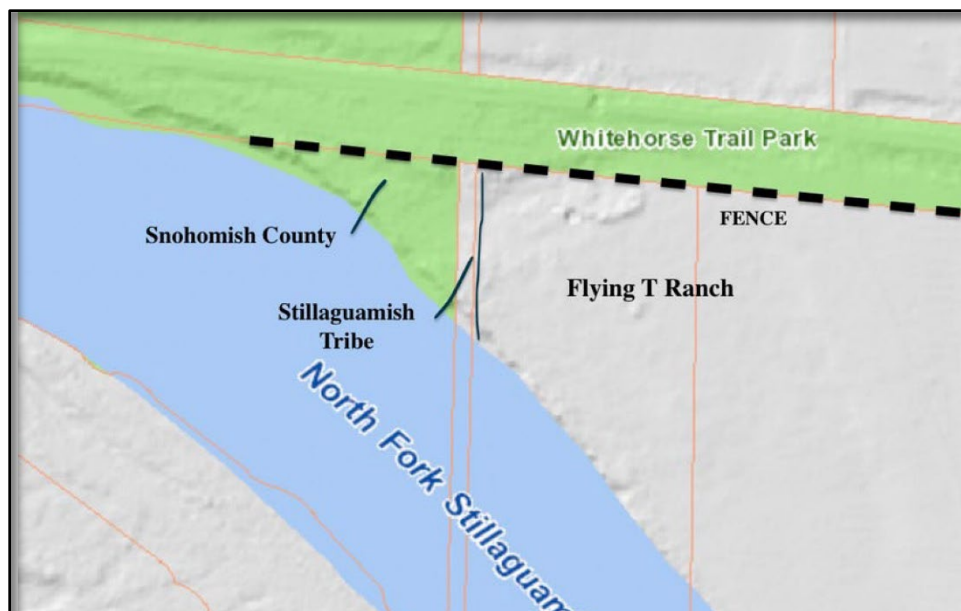 Whitehorse Trail Park
FENCE
Snohomish County
Flying T Ranch
Stillaguamish
Tribe
North Fork Stillaguam